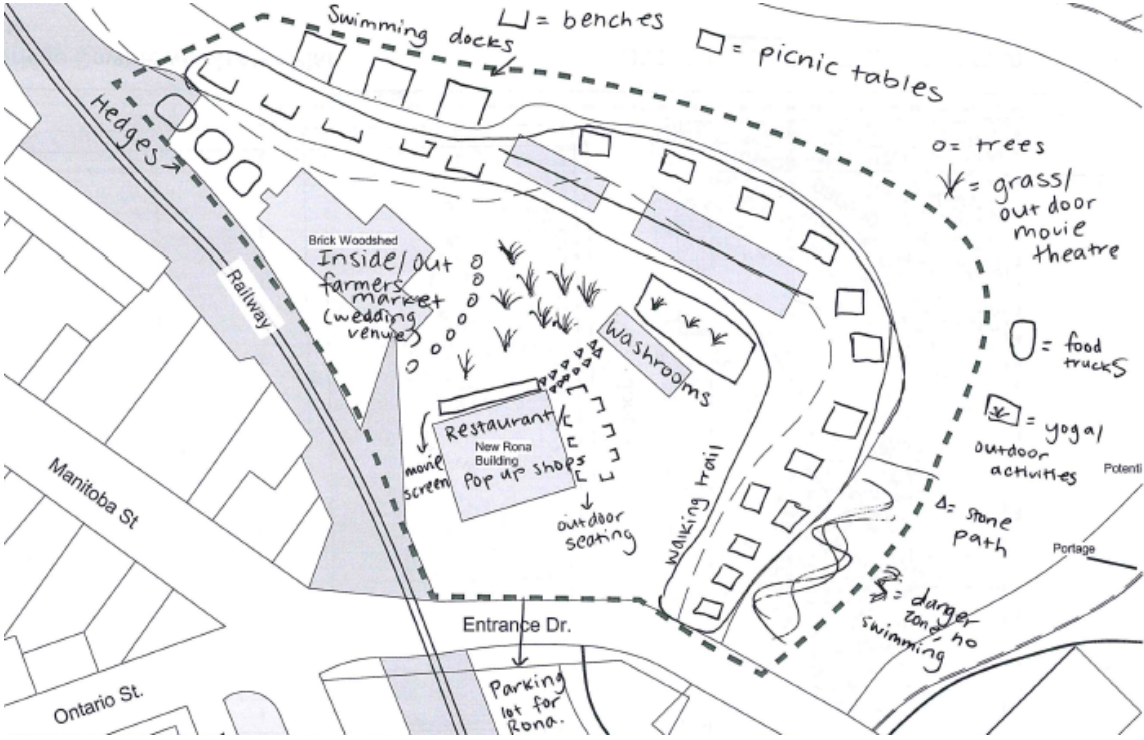 Swimming docks
= benches
= picnic tables
Hedges
o= trees
= grass/
outdoor
movie
theatre
Brick Woodshed
Inside/out
farmers
market
(wedding
venue)
Railway
Washrooms
= food
trucks
Restaurant/
New Rona
Building
Pop up shops
movie
screen
outdoor
seating
= yoga/
outdoor
activities
Potenti
Δ= stone
path
Portage
walking trail
Manitoba St.
= danger
zone, no
swimming
Entrance Dr.
Ontario St.
Parking
lot for
Rona.